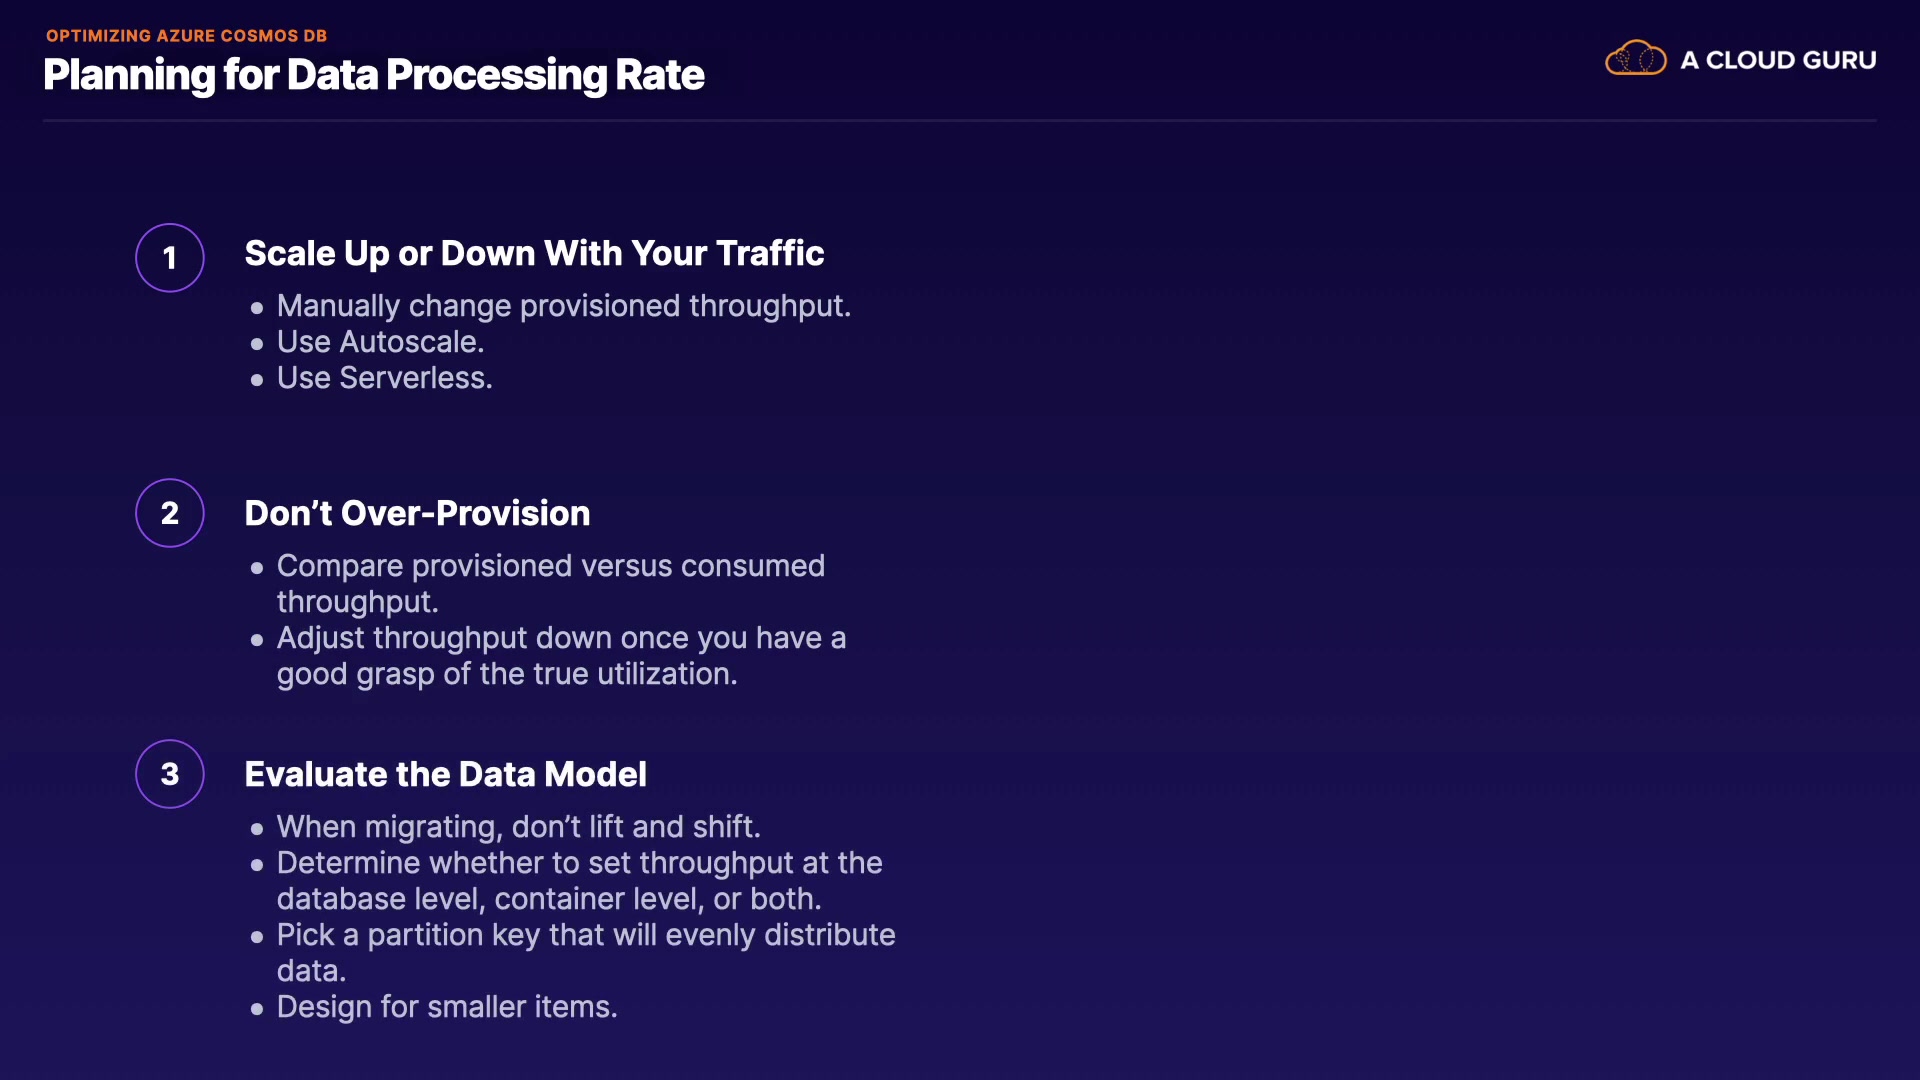 OPTIMIZING AZURE COSMOS DB
Planning for Data Processing Rate
A CLOUD GURU
1
Scale Up or Down With Your Traffic
• Manually change provisioned throughput.
• Use Autoscale.
• Use Serverless.
2
Don’t Over-Provision
• Compare provisioned versus consumed
throughput.
• Adjust throughput down once you have a
good grasp of the true utilization.
3
Evaluate the Data Model
• When migrating, don’t lift and shift.
• Determine whether to set throughput at the
database level, container level, or both.
• Pick a partition key that will evenly distribute
data.
• Design for smaller items.